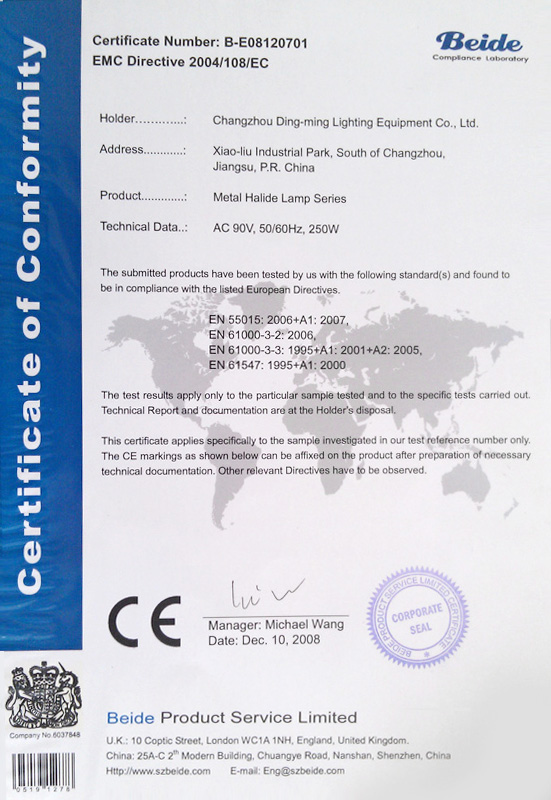 Certificate of Conformity
Certificate Number: B-E08120701
EMC Directive 2004/108/EC
Beide
Compliance Laboratory
Holder.............: Changzhou Ding-ming Lighting Equipment Co., Ltd.
Address...........: Xiao-liu Industrial Park, South of Changzhou,
Jiangsu, P.R. China
Product............: Metal Halide Lamp Series
Technical Data..: AC 90V, 50/60Hz, 250W
The submitted products have been tested by us with the following standard(s) and found to
be in compliance with the listed European Directives.
EN 55015: 2006+A1: 2007,
EN 61000-3-2: 2006,
EN 61000-3-3: 1995+A1: 2001+A2: 2005,
EN 61547: 1995+A1: 2000
The test results apply only to the particular sample tested and to the specific tests carried out.
Technical Report and documentation are at the Holder's disposal.
This certificate applies specifically to the sample investigated in our test reference number only.
The CE markings as shown below can be affixed on the product after preparation of necessary
technical documentation. Other relevant Directives have to be observed.
CE
Manager: Michael Wang
Date: Dec. 10, 2008
BEIDE PRODUCT SERVICE LIMITED CERTIFICATE
CORPORATE
SEAL
Company No.6037848
05191278
Beide Product Service Limited
U.K.: 10 Coptic Street, London WC1A 1NH, England, United Kingdom.
China: 25A-C 2th Modern Building, Chuangye Road, Nanshan, Shenzhen, China
Http://www.szbeide.com E-mail: Eng@szbeide.com